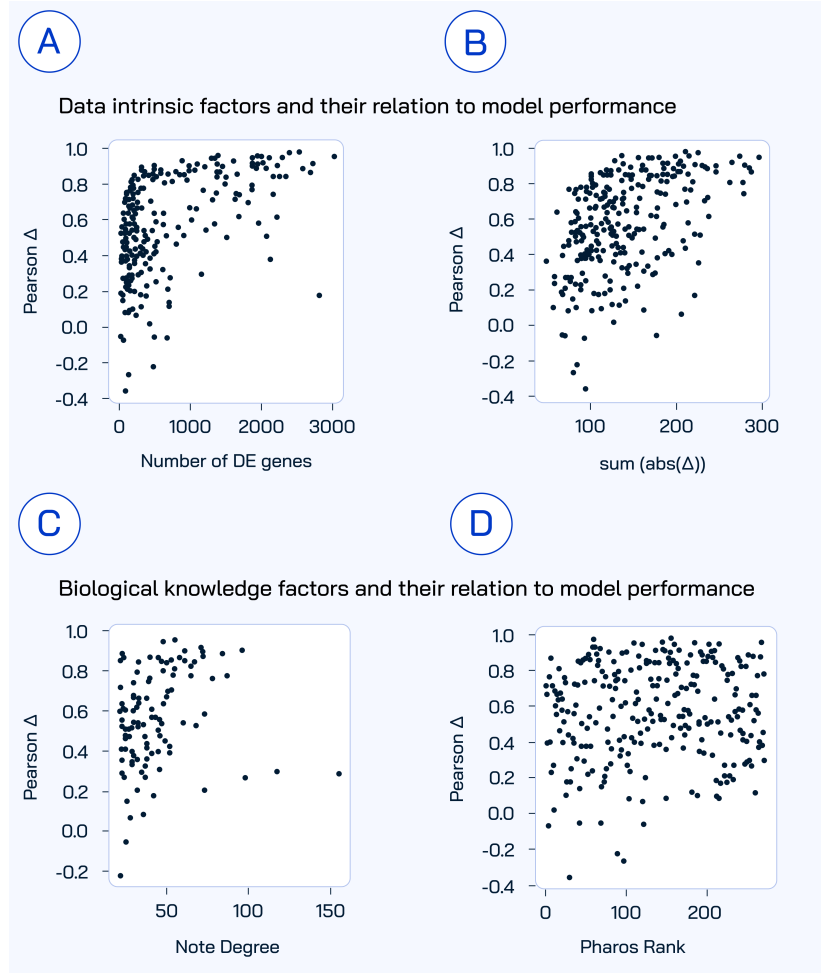 A
B
Data intrinsic factors and their relation to model performance
Pearson Δ
1.0
0.8
0.6
0.4
0.2
0.0
-0.2
-0.4
0 1000 2000 3000
Number of DE genes
Pearson Δ
1.0
0.8
0.6
0.4
0.2
0.0
-0.2
-0.4
100 200 300
sum (abs(Δ))
C
D
Biological knowledge factors and their relation to model performance
Pearson Δ
1.0
0.8
0.6
0.4
0.2
0.0
-0.2
50 100 150
Note Degree
Pearson Δ
1.0
0.8
0.6
0.4
0.2
0.0
-0.2
-0.4
0 100 200
Pharos Rank